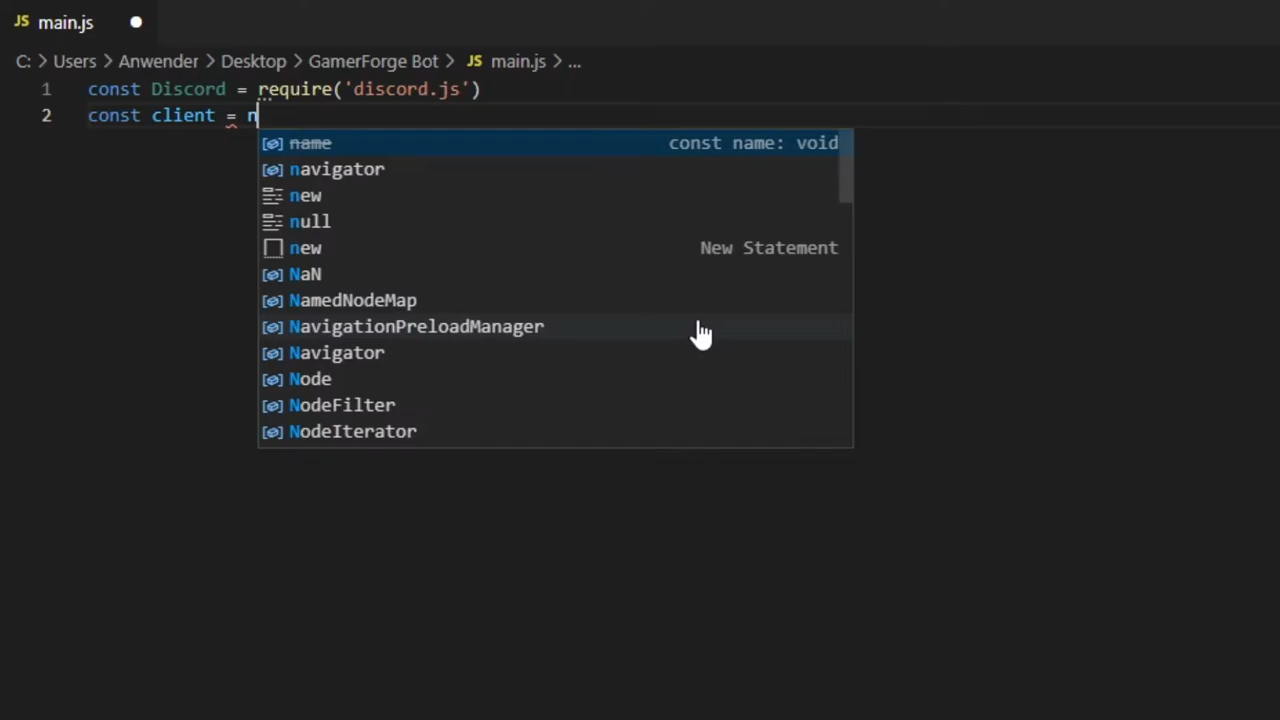 JS main.js
C: > Users > Anwender > Desktop > GamerForge Bot > JS main.js > ...
1 const Discord = require('discord.js')
2 const client = n
name const name: void
navigator
new
null
new New Statement
NaN
NamedNodeMap
NavigationPreloadManager
Navigator
Node
NodeFilter
NodeIterator